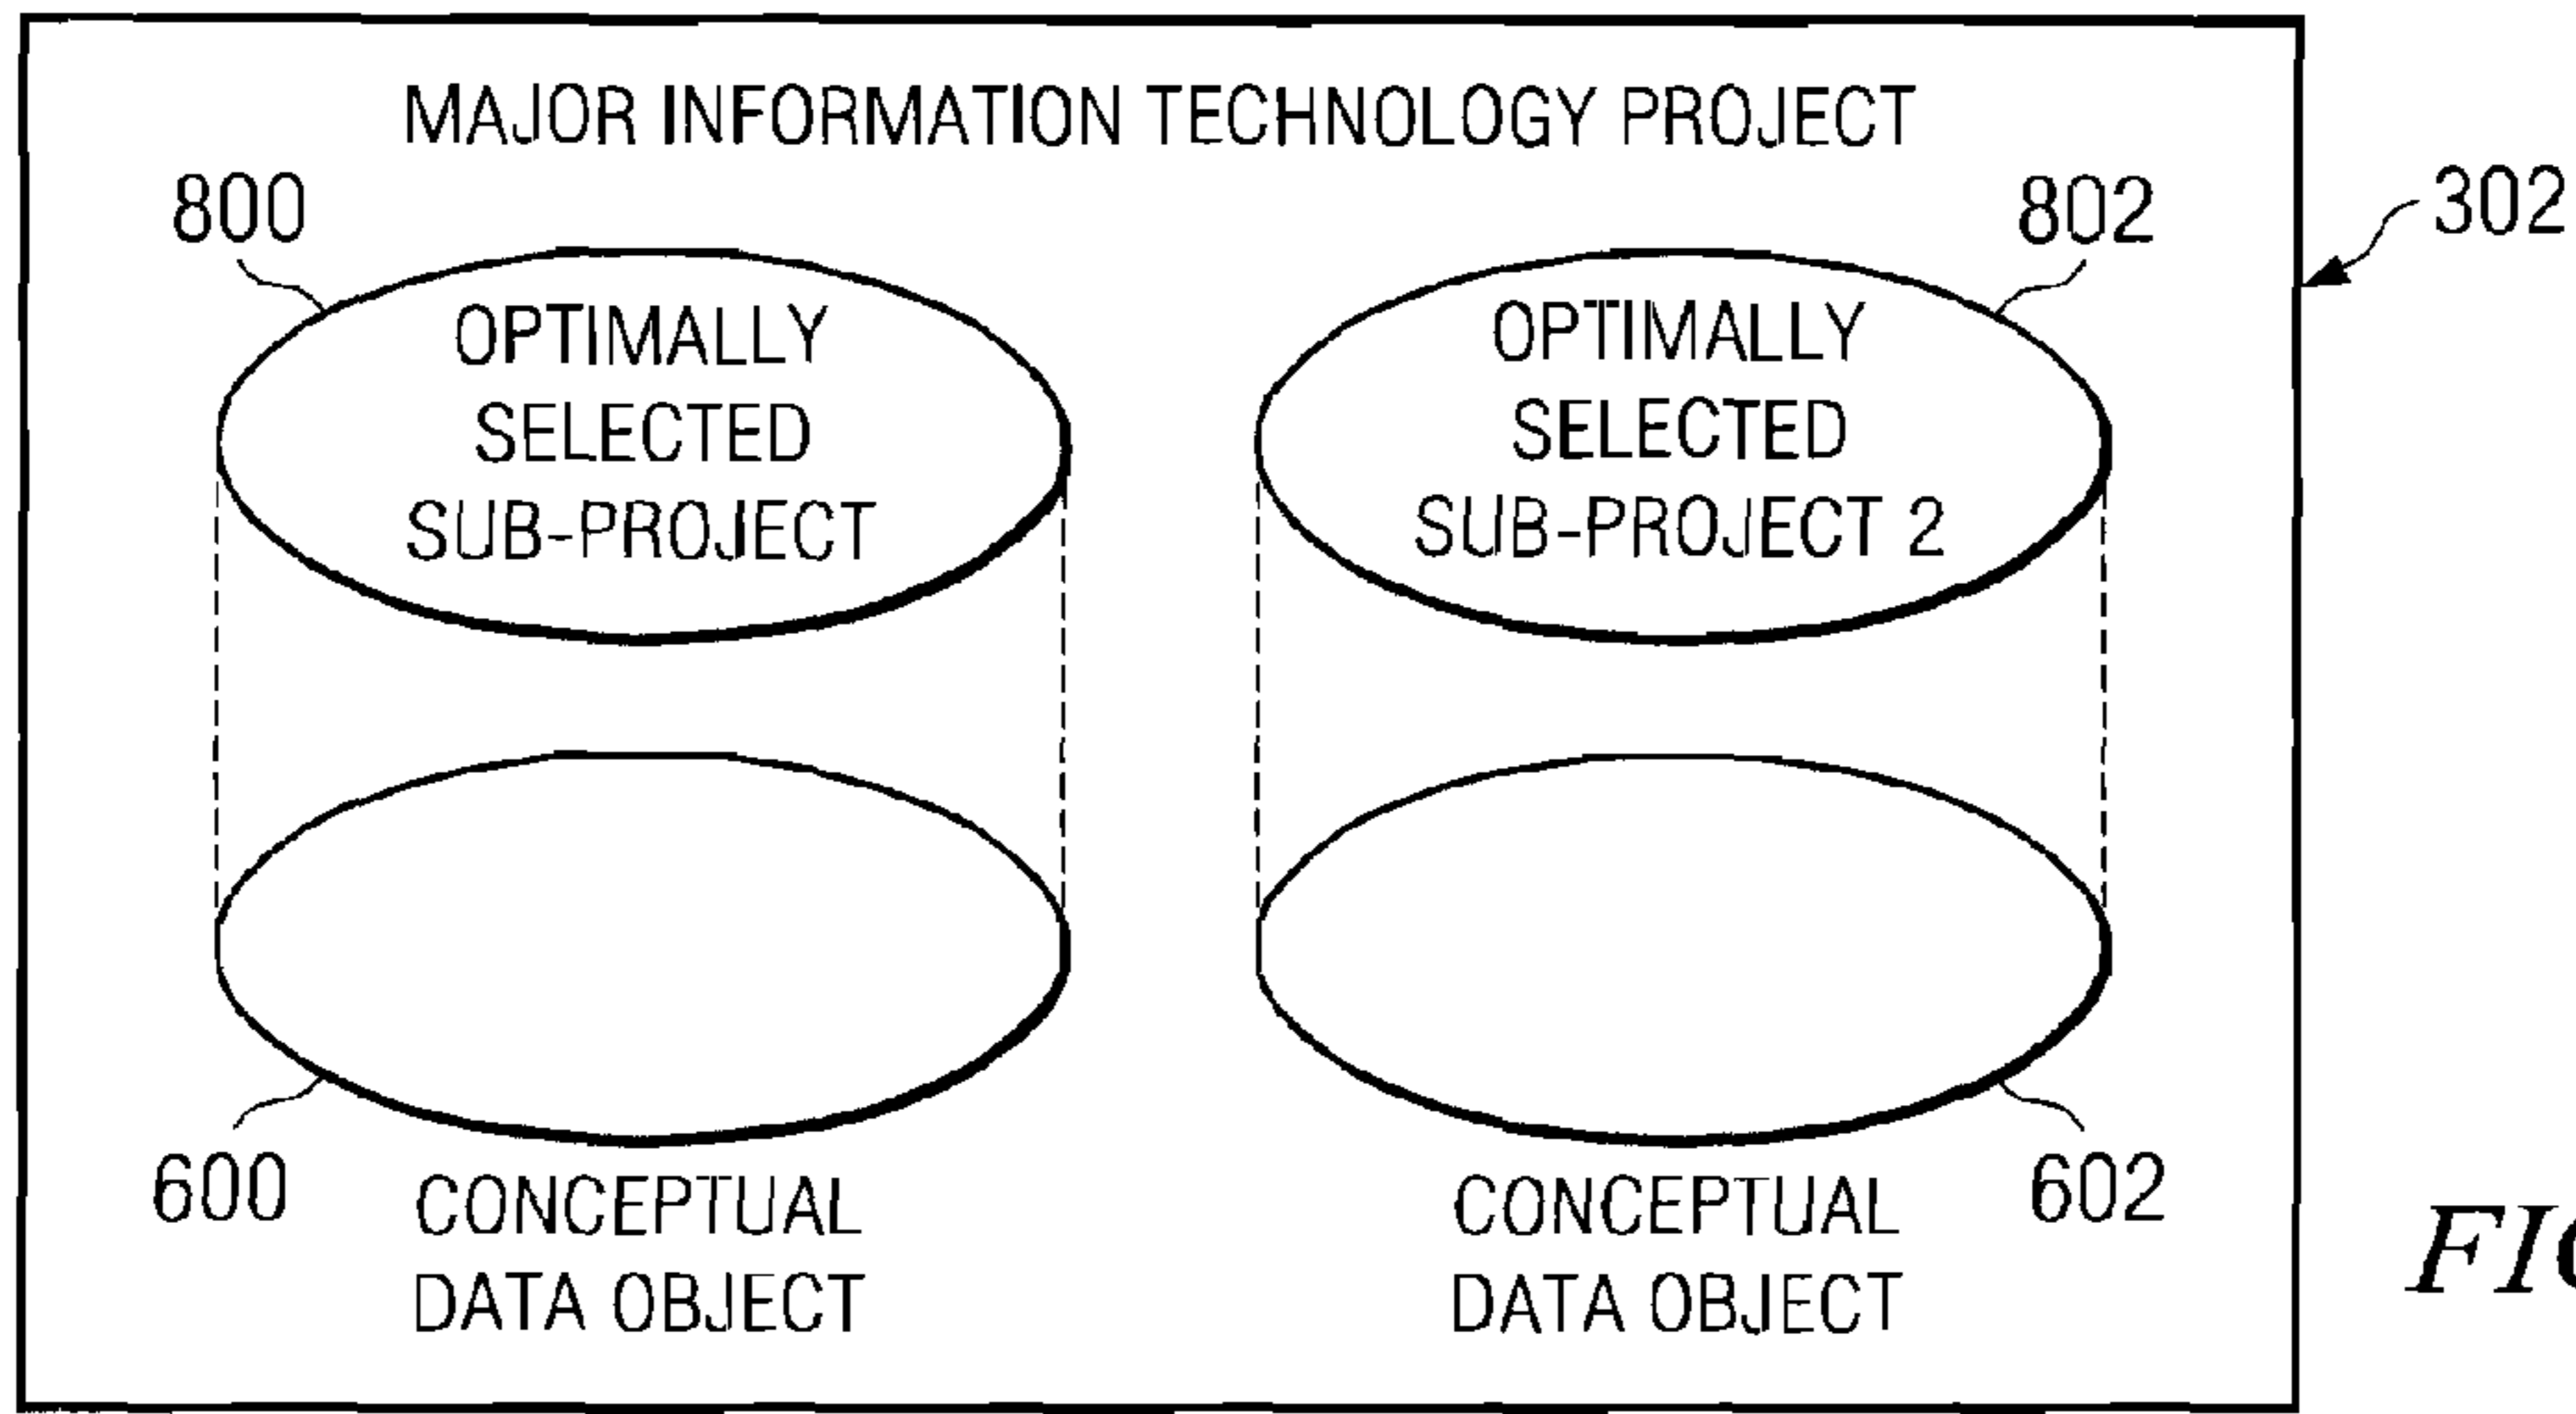 MAJOR INFORMATION TECHNOLOGY PROJECT
800
802
302
OPTIMALLY
SELECTED
SUB-PROJECT
OPTIMALLY
SELECTED
SUB-PROJECT 2
600
CONCEPTUAL
DATA OBJECT
602
CONCEPTUAL
DATA OBJECT